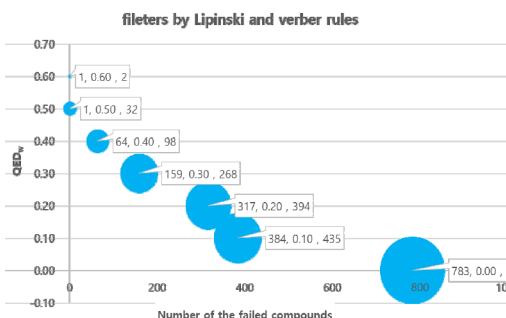 fileters by Lipinski and verber rules
0.70
0.60
1, 0.60 , 2
0.50
1, 0.50 , 32
0.40
64, 0.40 , 98
QEDw
0.30
159, 0.30 , 268
0.20
317, 0.20 , 394
0.10
384, 0.10 , 435
0.00
783, 0.00 ,
-0.10
0 200 400 600 800
Number of the failed compounds